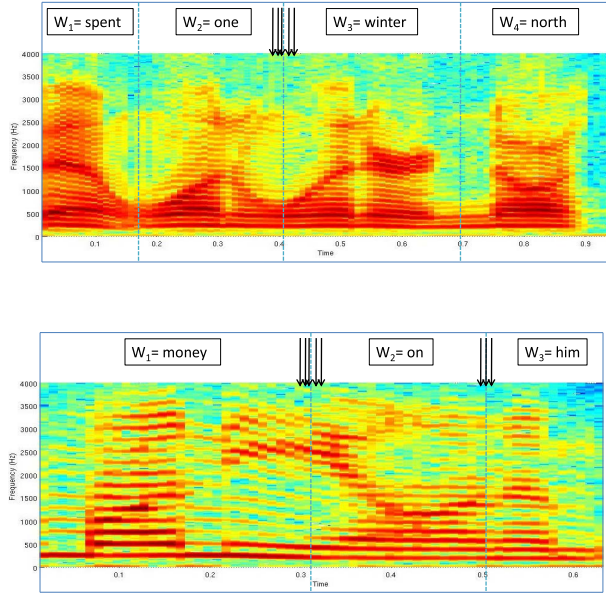 W₁= spent W₂= one W₃= winter W₄= north
4000
3500
3000
2500
2000
1500
1000
500
0
Frequency (Hz)
0.1 0.2 0.3 0.4 0.5 0.6 0.7 0.8 0.9
Time
W₁= money W₂= on W₃= him
4000
3500
3000
2500
2000
1500
1000
500
0
Frequency (Hz)
0.1 0.2 0.3 0.4 0.5 0.6
Time